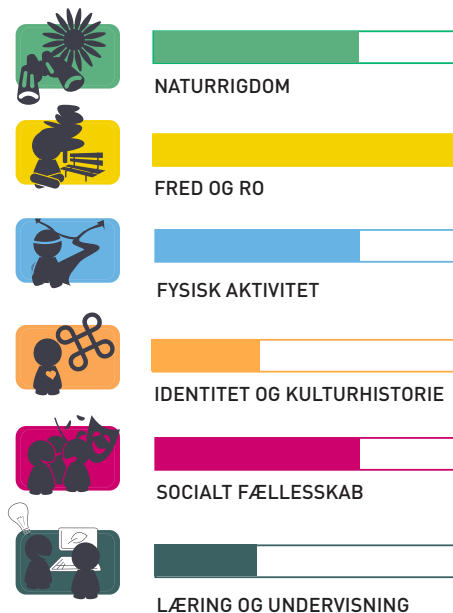 NATURRIGDOM
FRED OG RO
FYSISK AKTIVITET
IDENTITET OG KULTURHISTORIE
SOCIALT FÆLLESSKAB
LÆRING OG UNDERVISNING